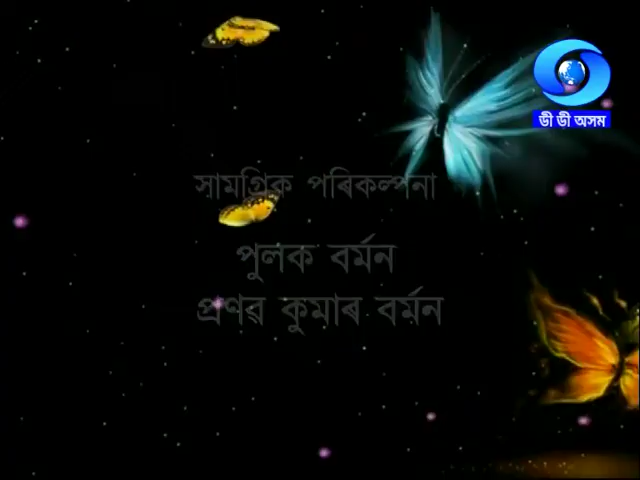 ডী ডী অসম
সামগ্ৰিক পৰিকল্পনা
পুলক বৰ্মন
প্ৰণৱ কুমাৰ বৰ্মন